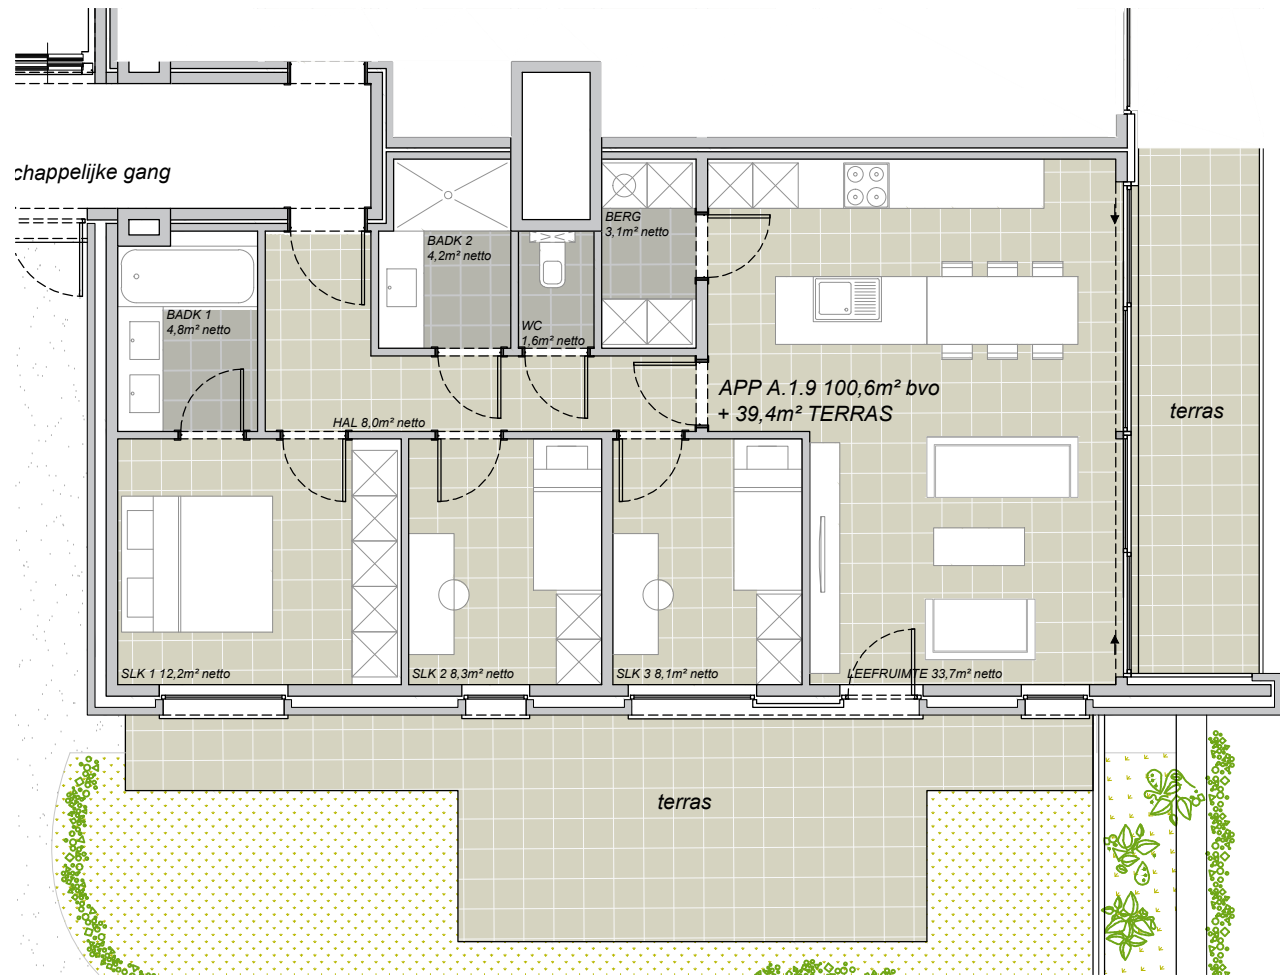 chappelijke gang
BERG
3,1m² netto
BADK 2
4,2m² netto
BADK 1
4,8m² netto
WC
1,6m² netto
APP A.1.9 100,6m² bvo
+ 39,4m² TERRAS
terras
HAL 8,0m² netto
SLK 1 12,2m² netto
SLK 2 8,3m² netto
SLK 3 8,1m² netto
LEEFRUIMTE 33,7m² netto
terras